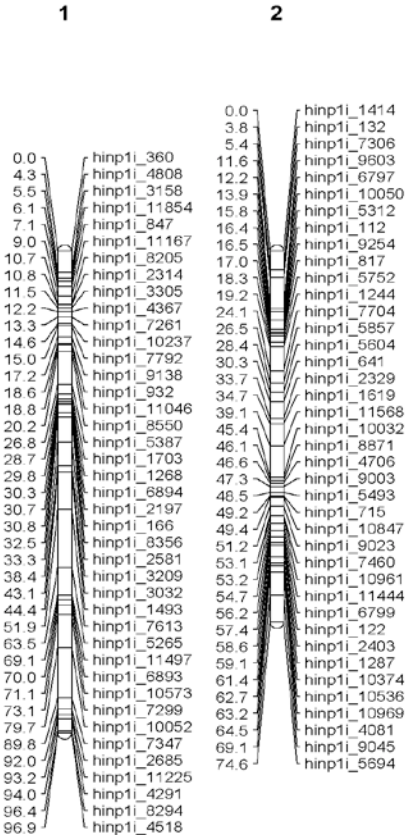 1
0.0 hinp1i_360
4.3 hinp1i_4808
5.5 hinp1i_3158
6.1 hinp1i_11854
7.1 hinp1i_847
9.0 hinp1i_11167
10.7 hinp1i_8205
10.8 hinp1i_2314
11.5 hinp1i_3305
12.2 hinp1i_4367
13.3 hinp1i_7261
14.6 hinp1i_10237
15.0 hinp1i_7792
17.2 hinp1i_9138
18.6 hinp1i_932
18.8 hinp1i_11046
20.2 hinp1i_8550
26.8 hinp1i_5387
28.7 hinp1i_1703
29.8 hinp1i_1268
30.3 hinp1i_6894
30.7 hinp1i_2197
30.8 hinp1i_166
32.5 hinp1i_8356
33.3 hinp1i_2581
38.4 hinp1i_3209
43.1 hinp1i_3032
44.4 hinp1i_1493
51.9 hinp1i_7613
63.5 hinp1i_5265
69.1 hinp1i_11497
70.0 hinp1i_6893
71.1 hinp1i_10573
73.1 hinp1i_7299
79.7 hinp1i_10052
89.8 hinp1i_7347
92.0 hinp1i_2685
93.2 hinp1i_11225
94.0 hinp1i_4291
96.4 hinp1i_8294
96.9 hinp1i_4518
2
0.0 hinp1i_1414
3.8 hinp1i_132
5.4 hinp1i_7306
11.6 hinp1i_9603
12.2 hinp1i_6797
13.9 hinp1i_10050
15.8 hinp1i_5312
16.4 hinp1i_112
16.5 hinp1i_9254
17.0 hinp1i_817
18.3 hinp1i_5752
19.2 hinp1i_1244
24.1 hinp1i_7704
26.5 hinp1i_5857
28.4 hinp1i_5604
30.3 hinp1i_641
33.7 hinp1i_2329
34.7 hinp1i_1619
39.1 hinp1i_11568
45.4 hinp1i_10032
46.1 hinp1i_8871
46.6 hinp1i_4706
47.3 hinp1i_9003
48.5 hinp1i_5493
49.2 hinp1i_715
49.4 hinp1i_10847
51.2 hinp1i_9023
53.1 hinp1i_7460
53.2 hinp1i_10961
54.7 hinp1i_11444
56.2 hinp1i_6799
57.4 hinp1i_122
58.6 hinp1i_2403
59.1 hinp1i_1287
61.4 hinp1i_10374
62.7 hinp1i_10536
63.2 hinp1i_10969
64.5 hinp1i_4081
69.1 hinp1i_9045
74.6 hinp1i_5694